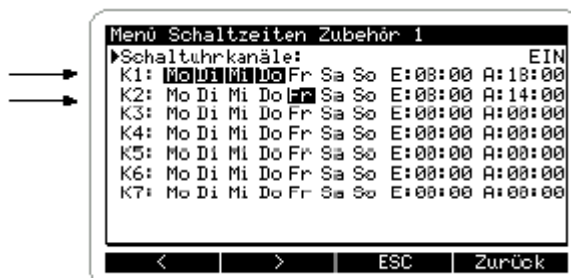 Menü Schaltzeiten Zubehör 1
▶Schaltuhrkanäle: EIN
K1: Mo Di Mi Do Fr Sa So E:08:00 A:18:00
K2: Mo Di Mi Do Fr Sa So E:08:00 A:14:00
K3: Mo Di Mi Do Fr Sa So E:00:00 A:00:00
K4: Mo Di Mi Do Fr Sa So E:00:00 A:00:00
K5: Mo Di Mi Do Fr Sa So E:00:00 A:00:00
K6: Mo Di Mi Do Fr Sa So E:00:00 A:00:00
K7: Mo Di Mi Do Fr Sa So E:00:00 A:00:00
< > ESC Zurück